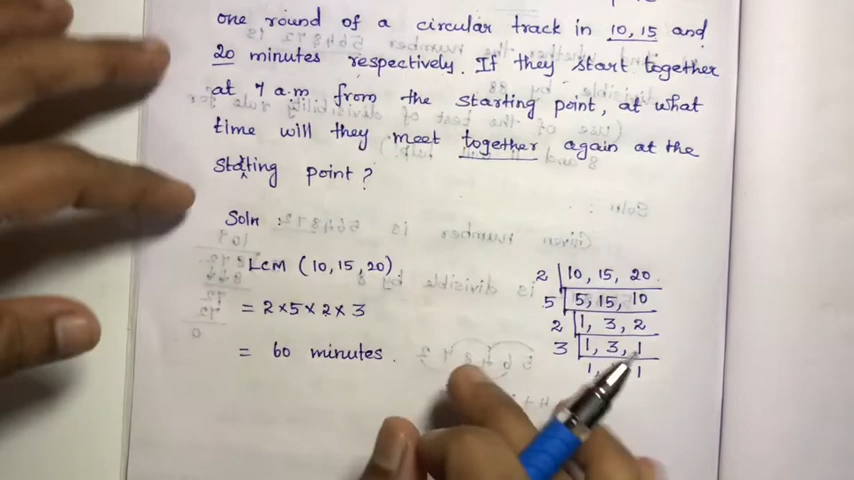 one round of a circular track in 10, 15 and
20 minutes respectively. If they start together
at 7 a.m from the starting point, at what
time will they meet together again at the
starting point ?
Soln :
LCM (10, 15, 20)
= 2 × 5 × 2 × 3
= 60 minutes .
2 | 10, 15, 20
5 | 5, 15, 10
2 | 1, 3, 2
3 | 1, 3, 1
1, 1